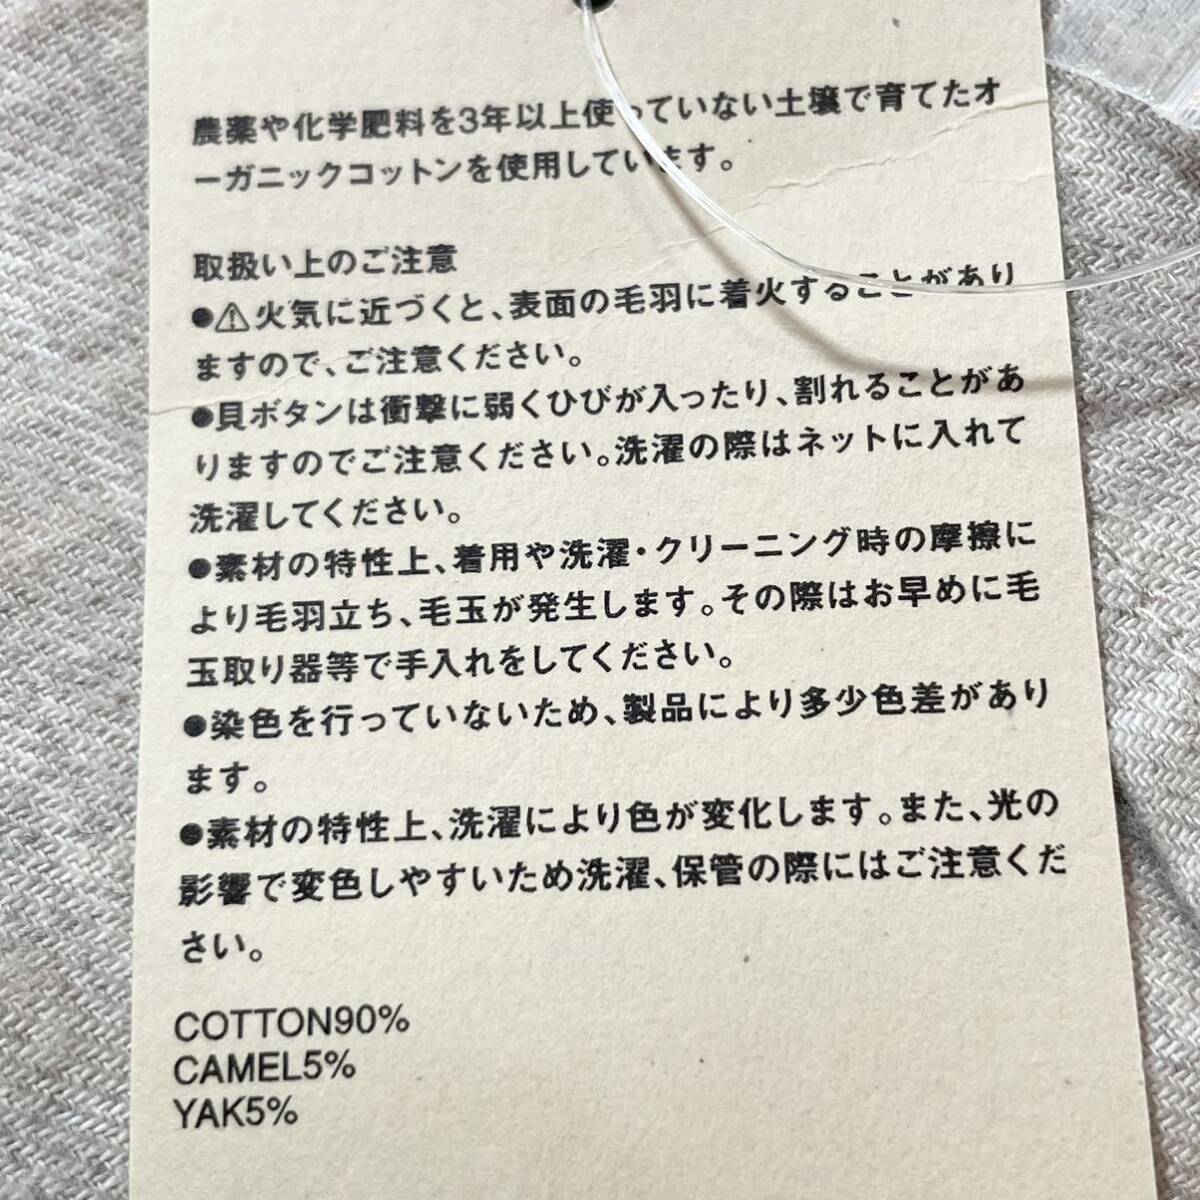 農薬や化学肥料を3年以上使っていない土壌で育てたオ
ーガニックコットンを使用しています。
取扱い上のご注意
●⚠火気に近づくと、表面の毛羽に着火することがあり
ますので、ご注意ください。
●貝ボタンは衝撃に弱くひびが入ったり、割れることがあ
りますのでご注意ください。洗濯の際はネットに入れて
洗濯してください。
●素材の特性上、着用や洗濯・クリーニング時の摩擦に
より毛羽立ち、毛玉が発生します。その際はお早めに毛
玉取り器等で手入れをしてください。
●染色を行っていないため、製品により多少色差があり
ます。
●素材の特性上、洗濯により色が変化します。また、光の
影響で変色しやすいため洗濯、保管の際にはご注意くだ
さい。
COTTON90%
CAMEL5%
YAK5%